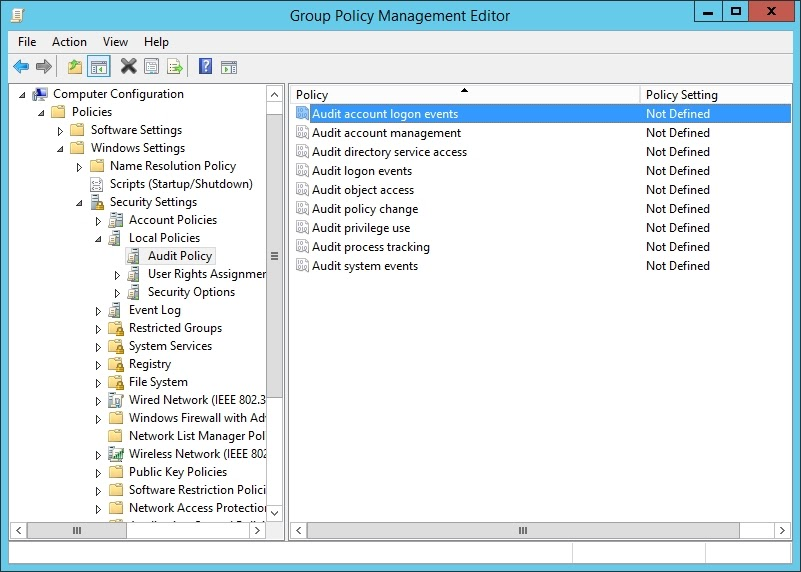 Group Policy Management Editor
File Action View Help
Computer Configuration
Policies
Software Settings
Windows Settings
Name Resolution Policy
Scripts (Startup/Shutdown)
Security Settings
Account Policies
Local Policies
Audit Policy
User Rights Assignmen
Security Options
Event Log
Restricted Groups
System Services
Registry
File System
Wired Network (IEEE 802.3
Windows Firewall with Adv
Network List Manager Pol
Wireless Network (IEEE 802
Public Key Policies
Software Restriction Polici
Network Access Protection
Policy Policy Setting
Audit account logon events Not Defined
Audit account management Not Defined
Audit directory service access Not Defined
Audit logon events Not Defined
Audit object access Not Defined
Audit policy change Not Defined
Audit privilege use Not Defined
Audit process tracking Not Defined
Audit system events Not Defined